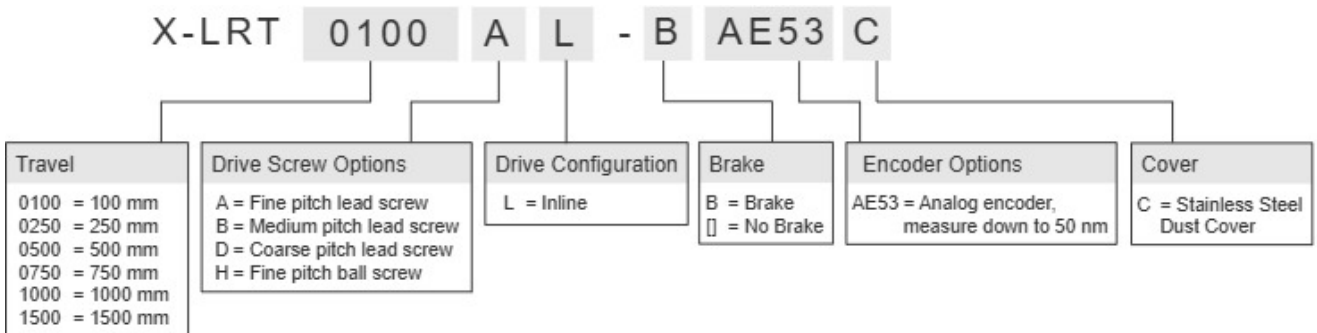 X-LRT 0100 A L - B AE53 C
Travel
0100 = 100 mm
0250 = 250 mm
0500 = 500 mm
0750 = 750 mm
1000 = 1000 mm
1500 = 1500 mm
Drive Screw Options
A = Fine pitch lead screw
B = Medium pitch lead screw
D = Coarse pitch lead screw
H = Fine pitch ball screw
Drive Configuration
L = Inline
Brake
B = Brake
[] = No Brake
Encoder Options
AE53 = Analog encoder,
measure down to 50 nm
Cover
C = Stainless Steel
Dust Cover